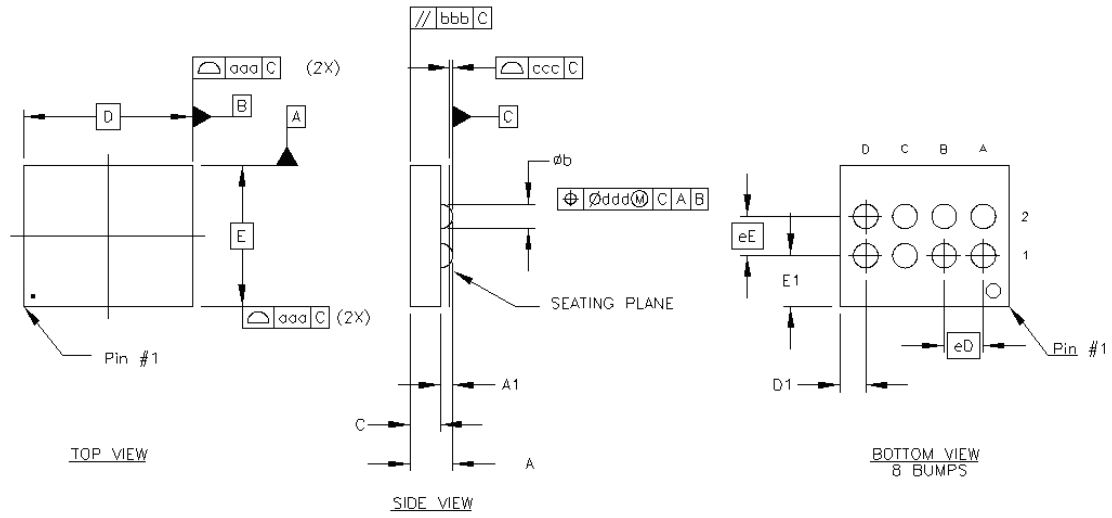 // bbb C
⌓ aaa C (2X)
⌓ ccc C
D
B
A
C
Øb
⌖ Øddd Ⓜ C A B
E
⌓ aaa C (2X)
SEATING PLANE
Pin #1
A1
C
A
TOP VIEW
SIDE VIEW
D C B A
2
eE
1
E1
eD
Pin #1
D1
BOTTOM VIEW
8 BUMPS